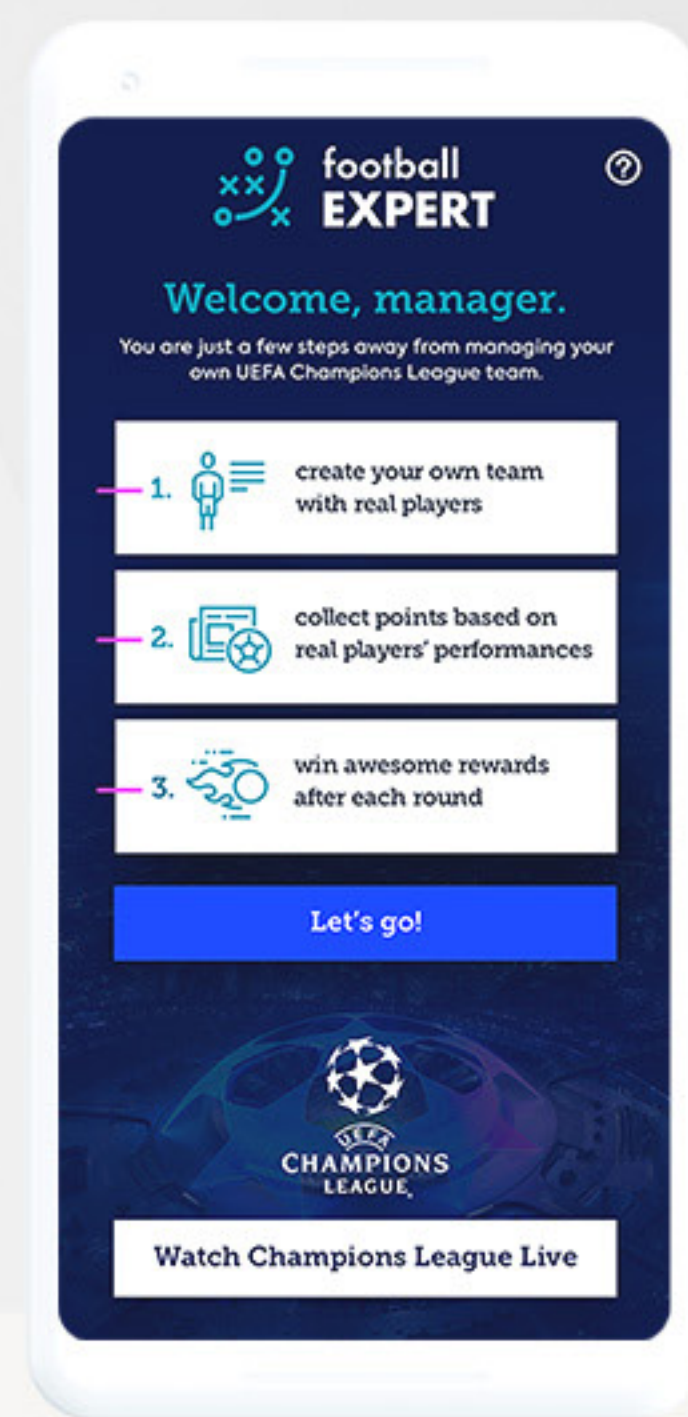 football
EXPERT
?
Welcome, manager.
You are just a few steps away from managing your
own UEFA Champions League team.
1.
create your own team
with real players
2.
collect points based on
real players' performances
3.
win awesome rewards
after each round
Let's go!
UEFA
CHAMPIONS
LEAGUE
Watch Champions League Live